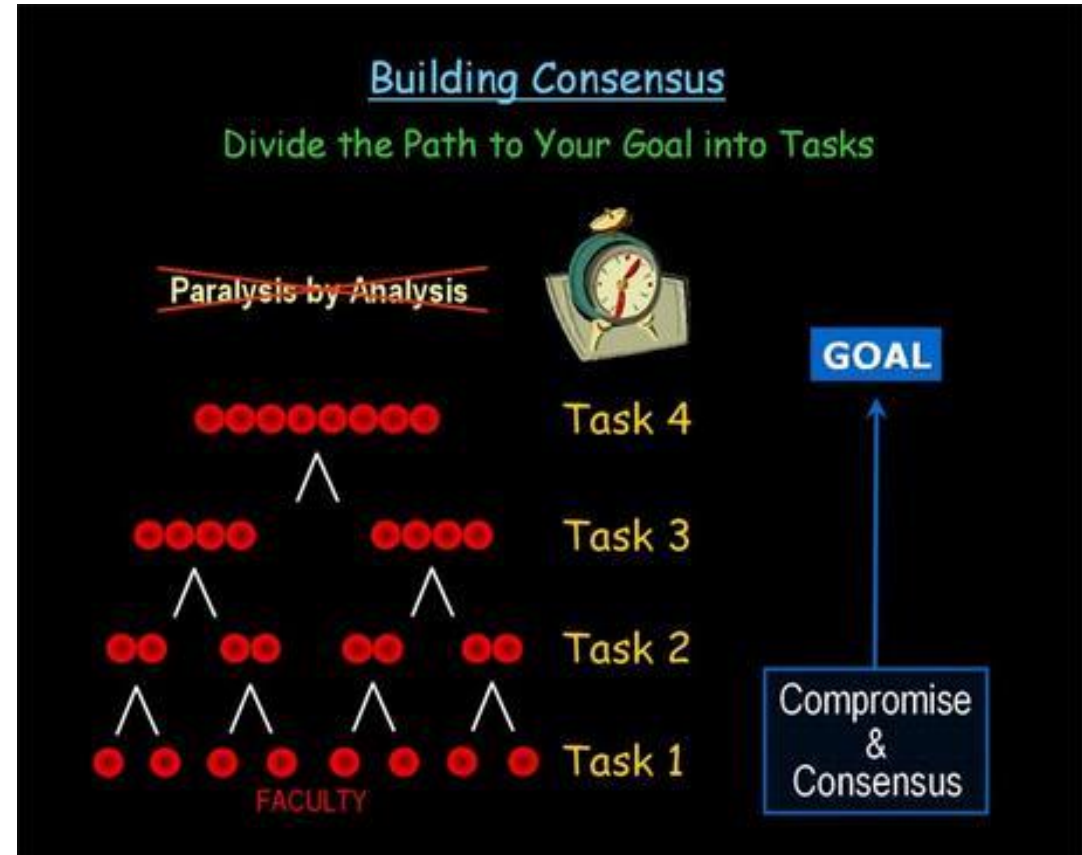 Building Consensus
Divide the Path to Your Goal into Tasks
Paralysis by Analysis
GOAL
Task 4
Task 3
Task 2
Task 1
FACULTY
Compromise
&
Consensus